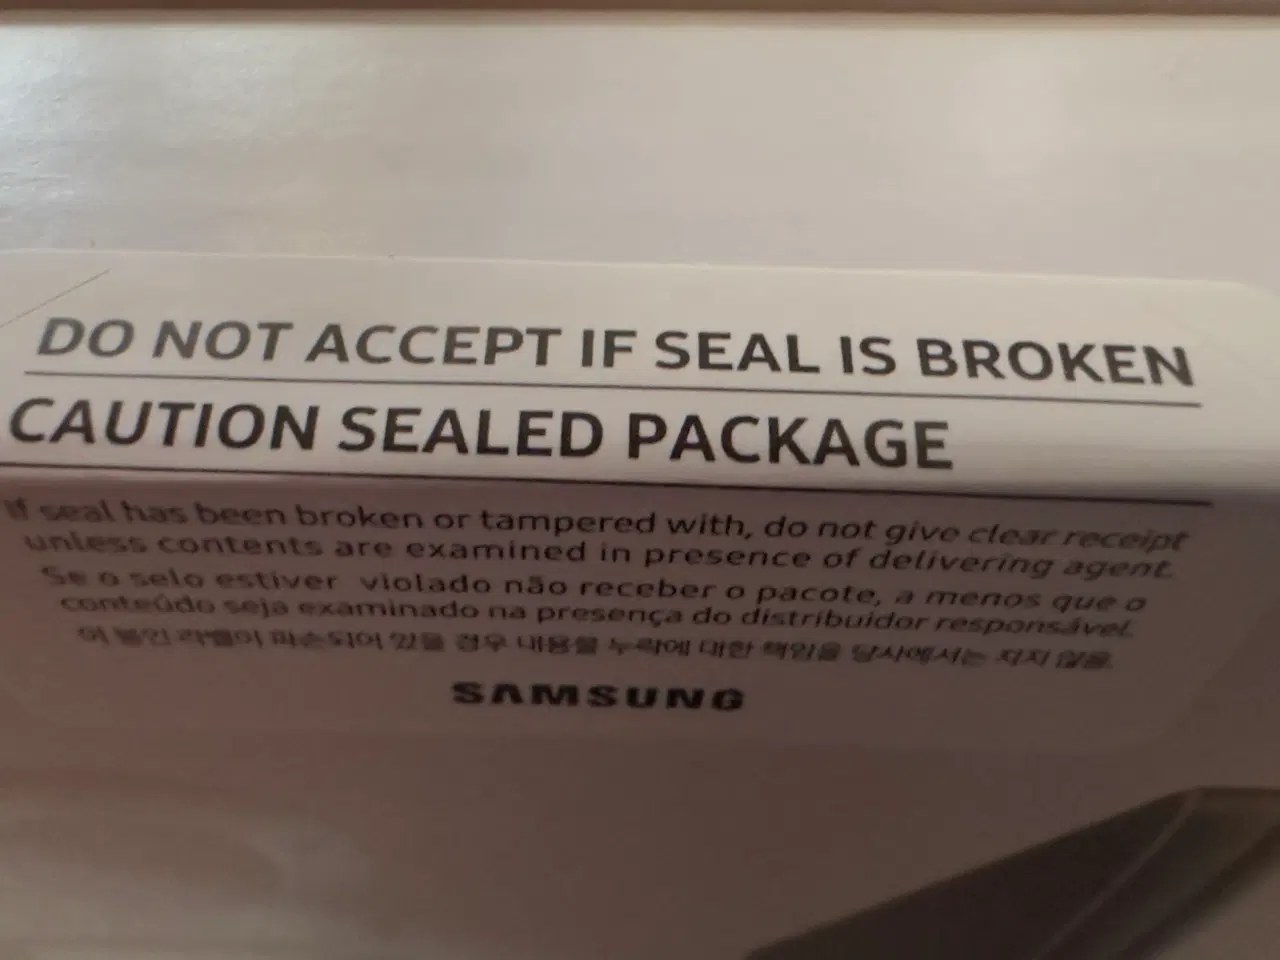 DO NOT ACCEPT IF SEAL IS BROKEN
CAUTION SEALED PACKAGE
If seal has been broken or tampered with, do not give clear receipt
unless contents are examined in presence of delivering agent.
Se o selo estiver violado não receber o pacote, a menos que o
conteúdo seja examinado na presença do distribuidor responsável.
이 봉인 라벨이 파손되어 있을 경우 내용물 누락에 대한 책임을 당사에서는 지지 않음.
SAMSUNG